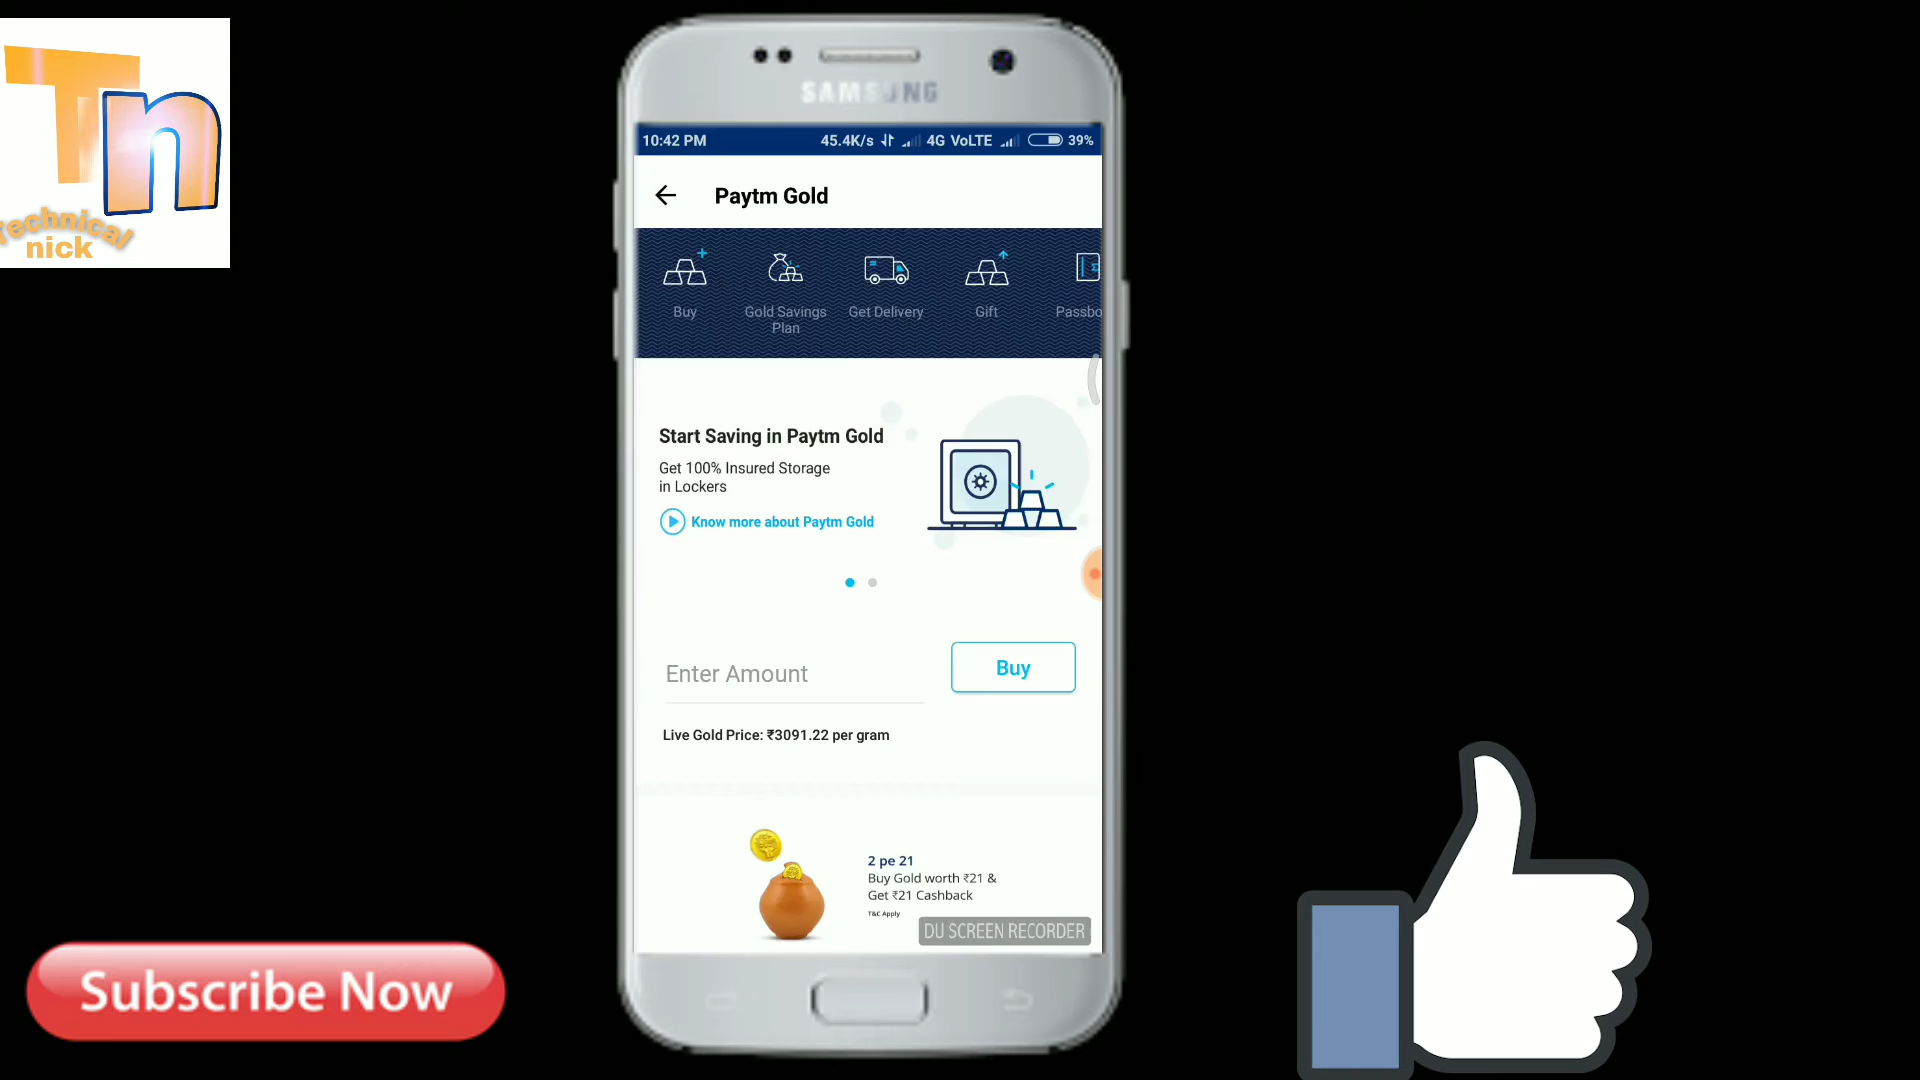 Tn
Technical
nick
SAMSUNG
10:42 PM 45.4K/s 4G VoLTE 39%
Paytm Gold
Buy
Gold Savings
Plan
Get Delivery
Gift
Passbo
Start Saving in Paytm Gold
Get 100% Insured Storage
in Lockers
Know more about Paytm Gold
Enter Amount
Buy
Live Gold Price: ₹3091.22 per gram
2 pe 21
Buy Gold worth ₹21 &
Get ₹21 Cashback
T&C Apply
DU SCREEN RECORDER
Subscribe Now